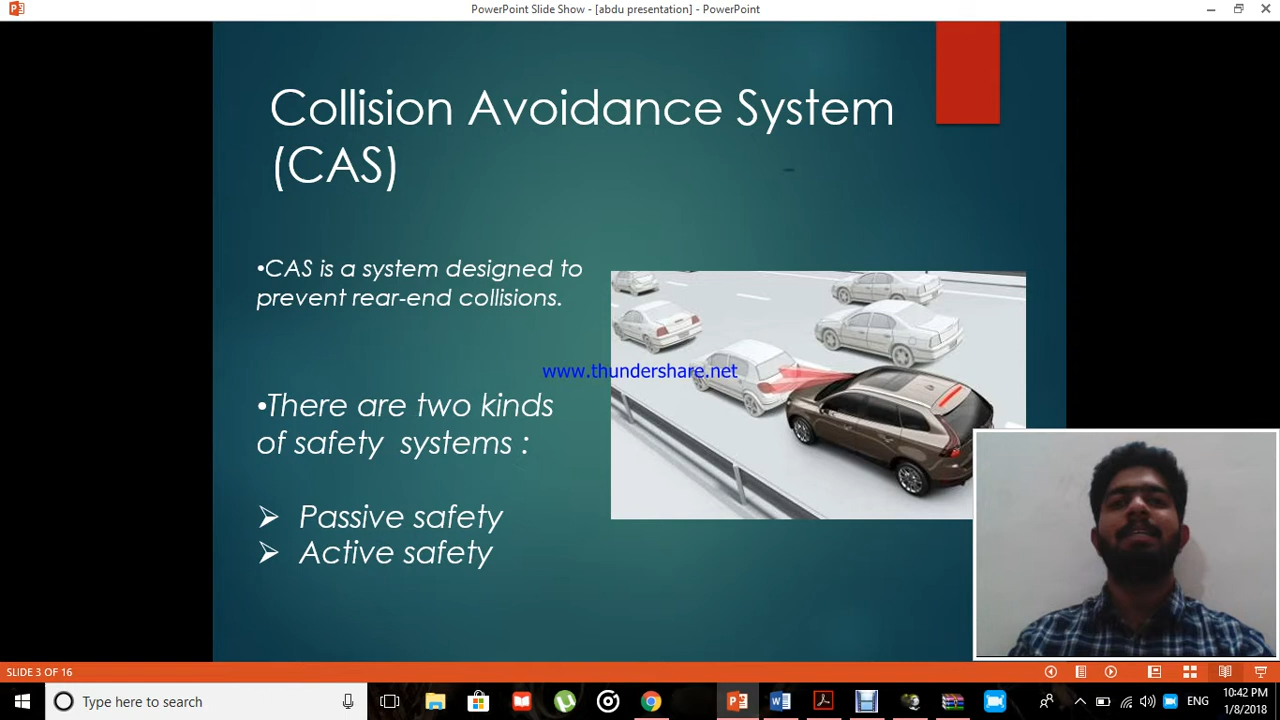 PowerPoint Slide Show - [abdu presentation] - PowerPoint
Collision Avoidance System
(CAS)
•CAS is a system designed to
prevent rear-end collisions.
www.thundershare.net
•There are two kinds
of safety systems :
➢ Passive safety
➢ Active safety
SLIDE 3 OF 16
Type here to search
ENG
10:42 PM
1/8/2018